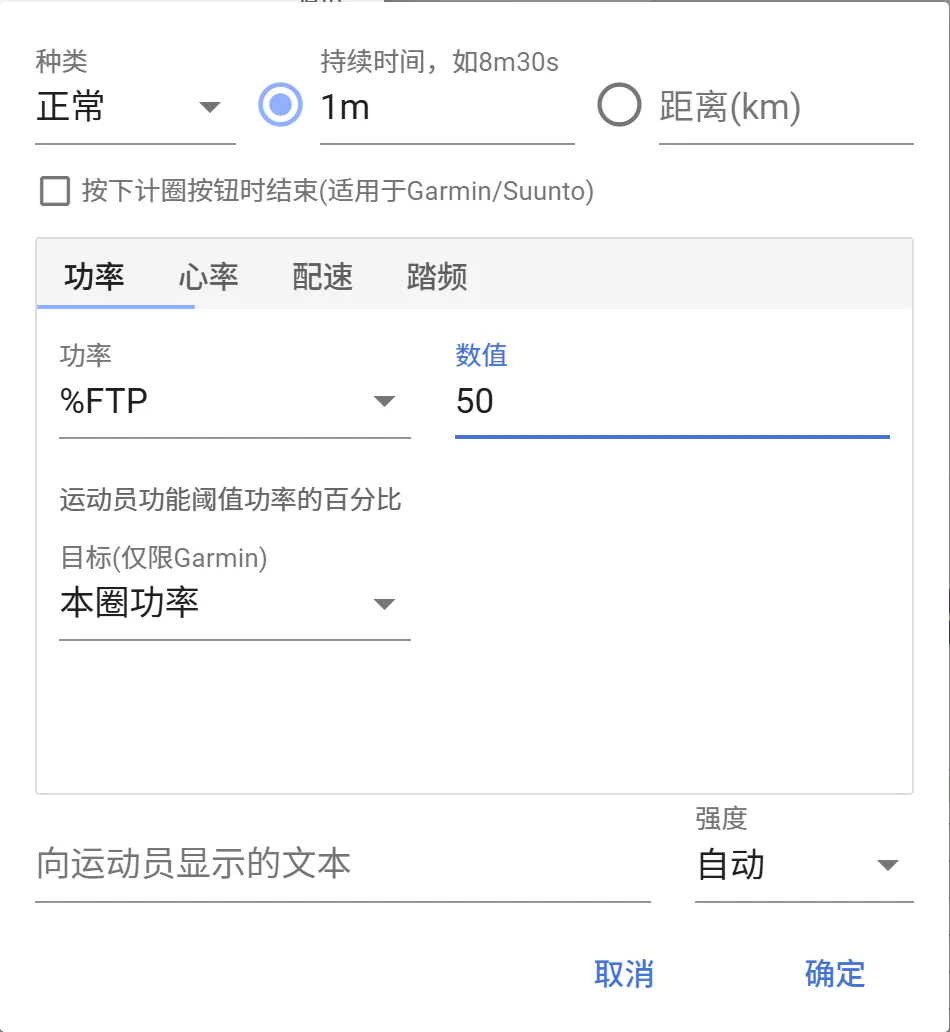 种类
正常
持续时间，如8m30s
1m
距离(km)
按下计圈按钮时结束(适用于Garmin/Suunto)
功率 心率 配速 踏频
功率
%FTP
数值
50
运动员功能阈值功率的百分比
目标(仅限Garmin)
本圈功率
强度
向运动员显示的文本
自动
取消 确定